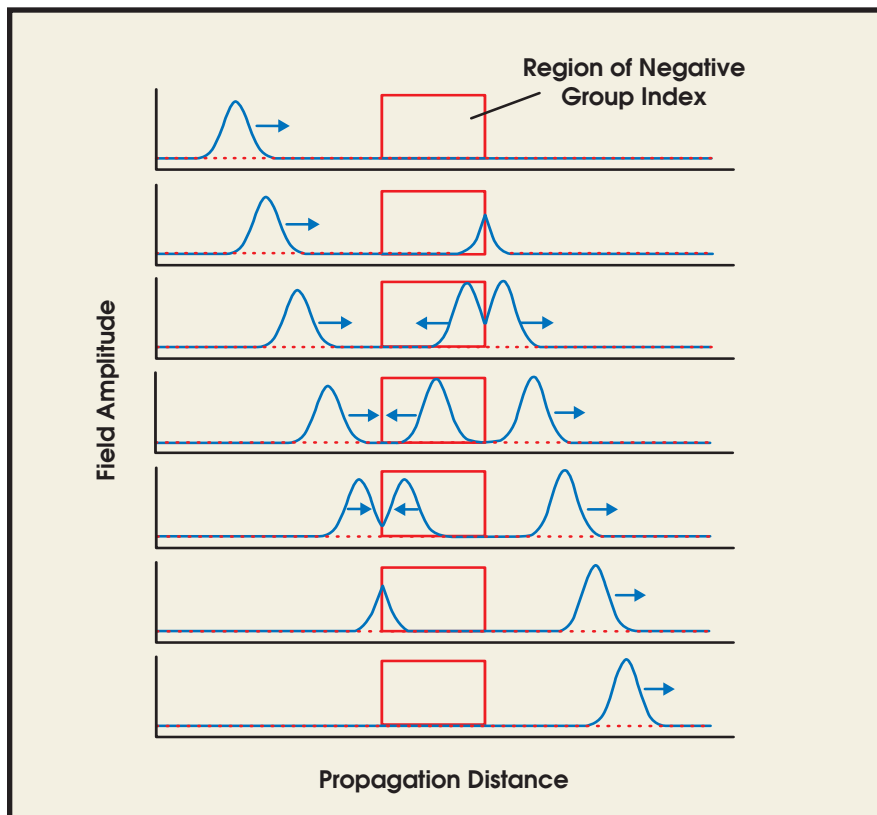 Region of Negative
Group Index
Field Amplitude
Propagation Distance